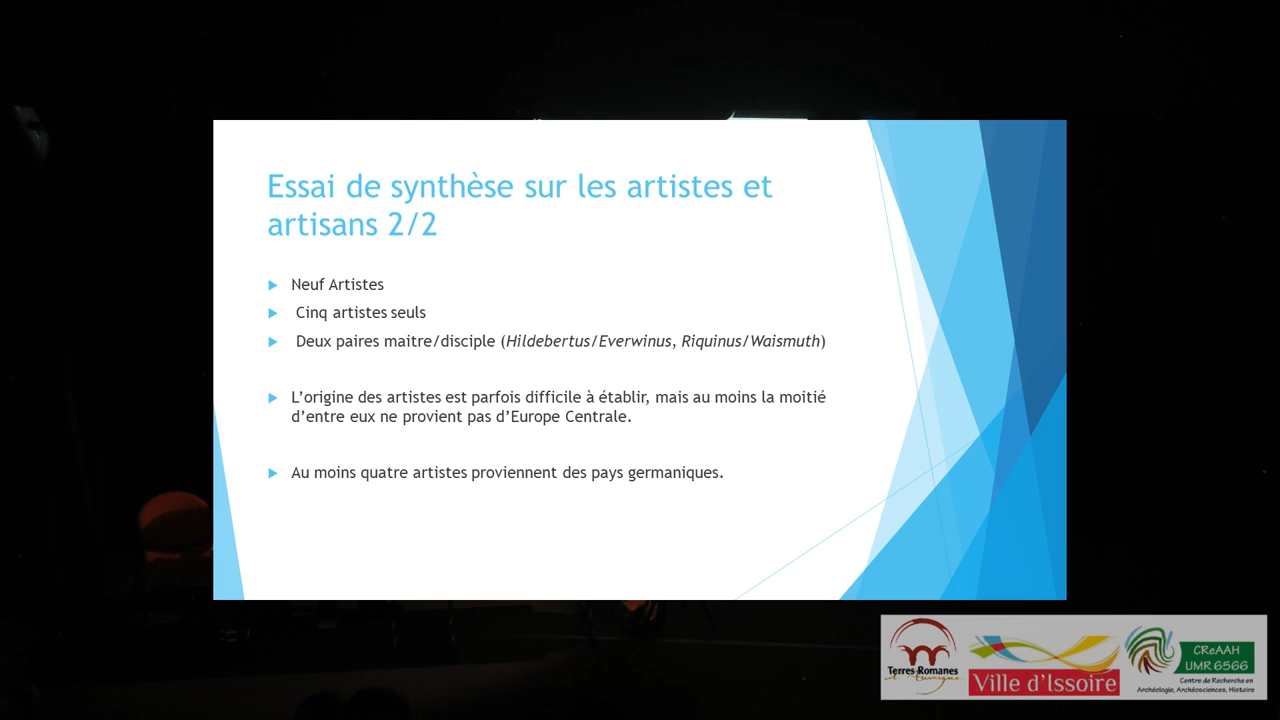 Essai de synthèse sur les artistes et
artisans 2/2
Neuf Artistes
Cinq artistes seuls
Deux paires maitre/disciple (Hildebertus/Everwinus, Riquinus/Waismuth)
L'origine des artistes est parfois difficile à établir, mais au moins la moitié
d'entre eux ne provient pas d'Europe Centrale.
Au moins quatre artistes proviennent des pays germaniques.
Terres Romanes
d'Auvergne
Ville d'Issoire
CReAAH
UMR 6566
Centre de Recherche en
Archéologie, Archéosciences, Histoire